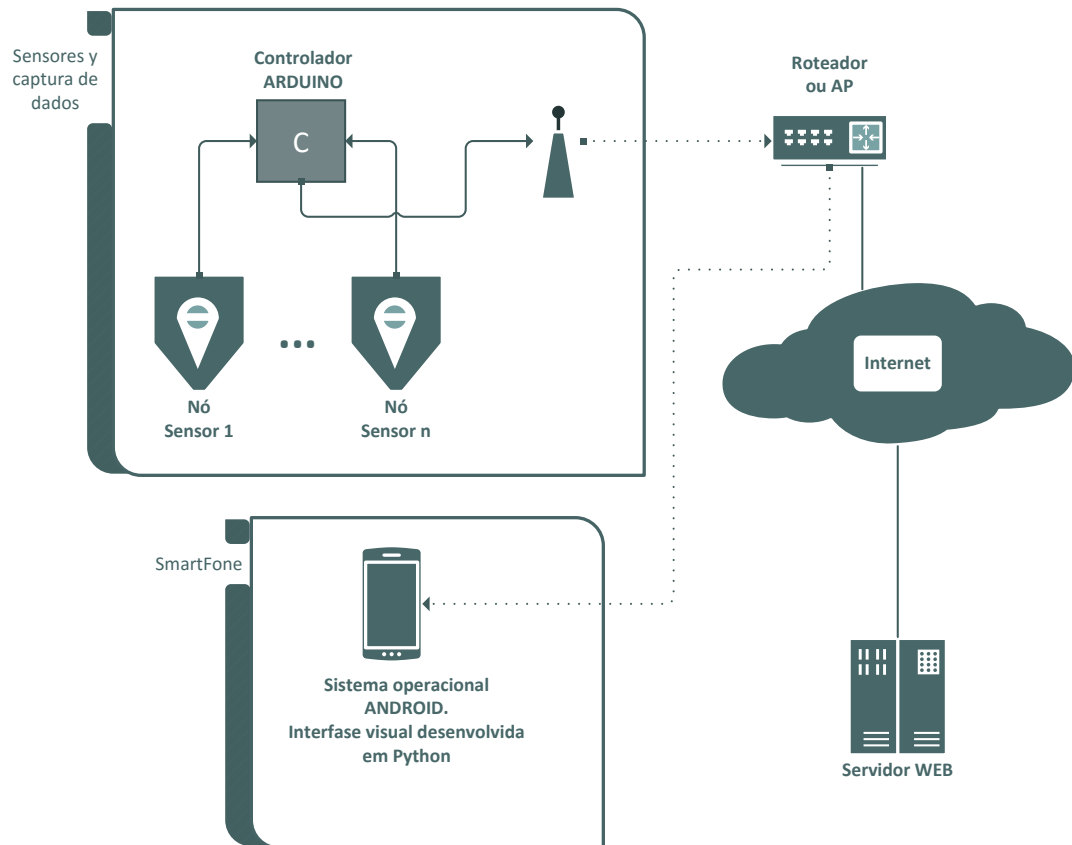 Sensores y
captura de
dados
Controlador
ARDUINO
C
Roteador
ou AP
Nó
Sensor 1
...
Nó
Sensor n
Internet
SmartFone
Sistema operacional
ANDROID.
Interfase visual desenvolvida
em Python
Servidor WEB